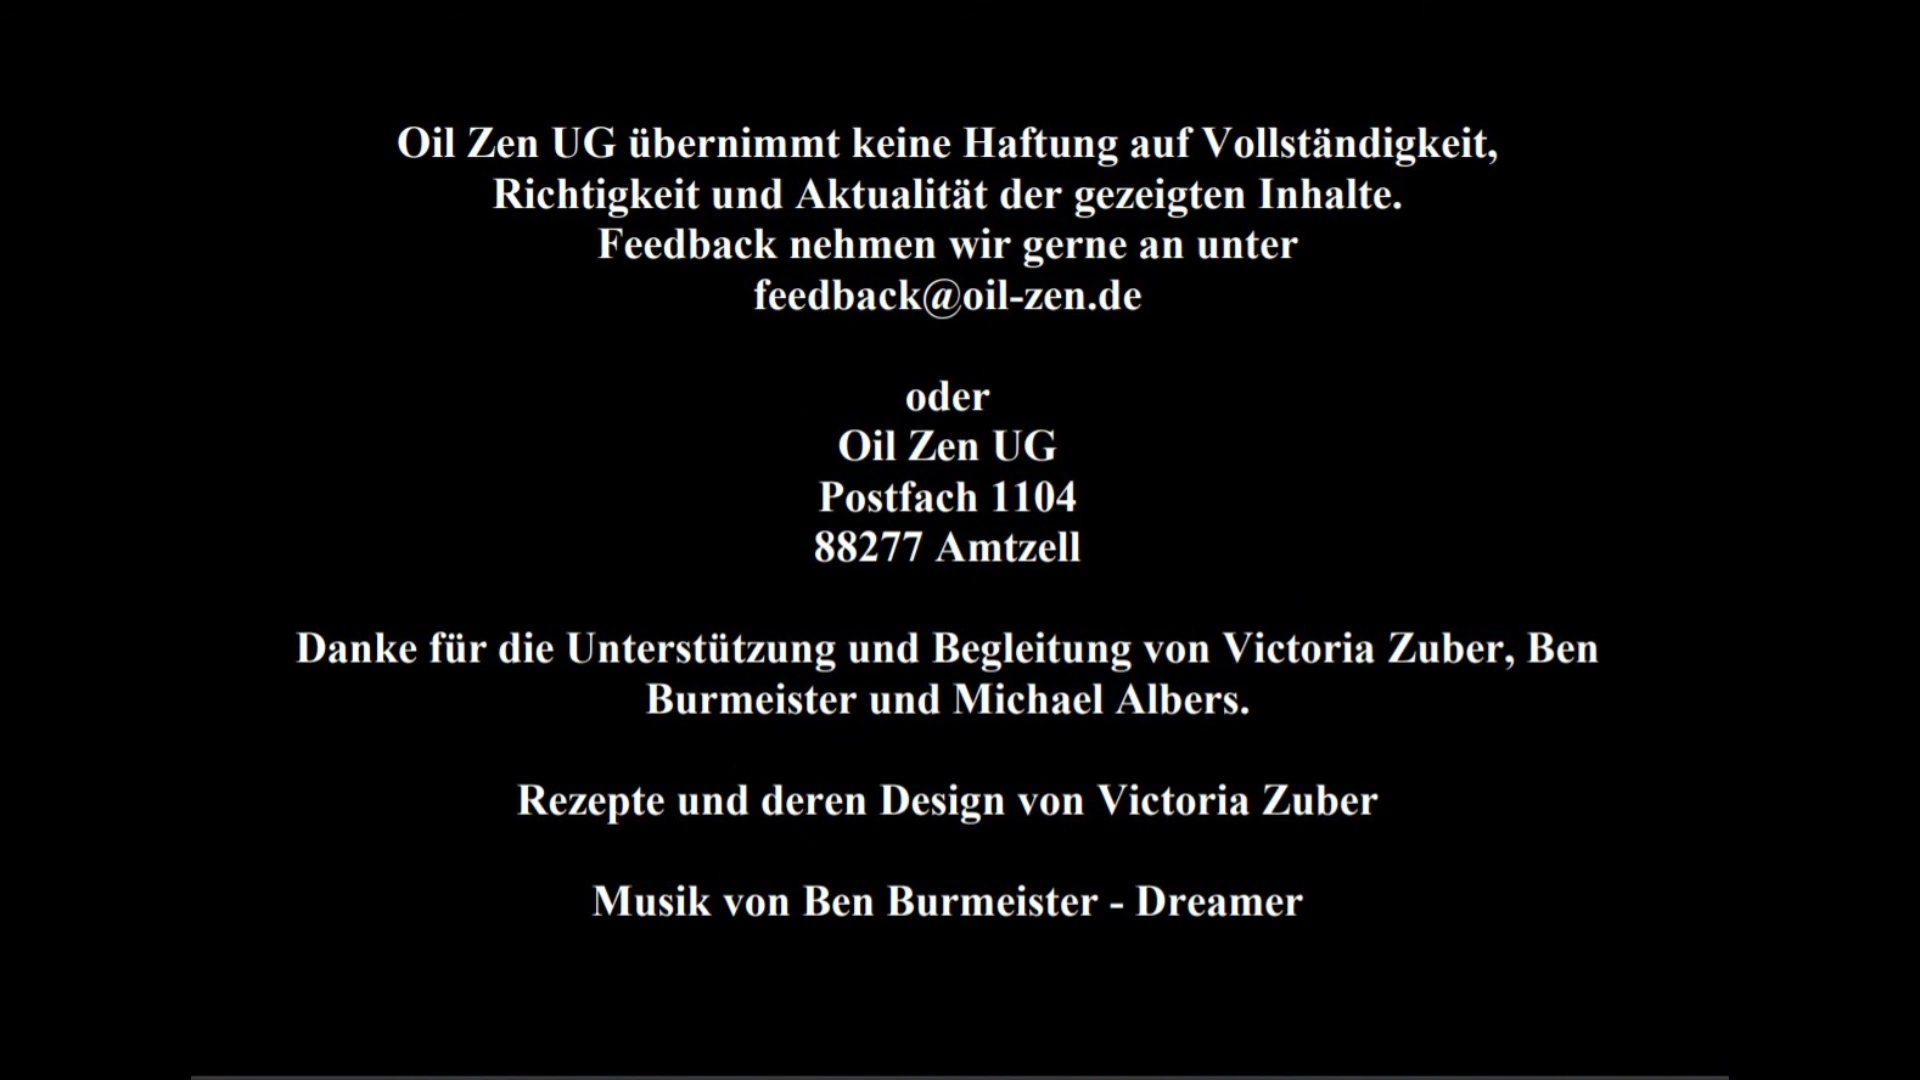 Oil Zen UG übernimmt keine Haftung auf Vollständigkeit,
Richtigkeit und Aktualität der gezeigten Inhalte.
Feedback nehmen wir gerne an unter
feedback@oil-zen.de
oder
Oil Zen UG
Postfach 1104
88277 Amtzell
Danke für die Unterstützung und Begleitung von Victoria Zuber, Ben
Burmeister und Michael Albers.
Rezepte und deren Design von Victoria Zuber
Musik von Ben Burmeister - Dreamer